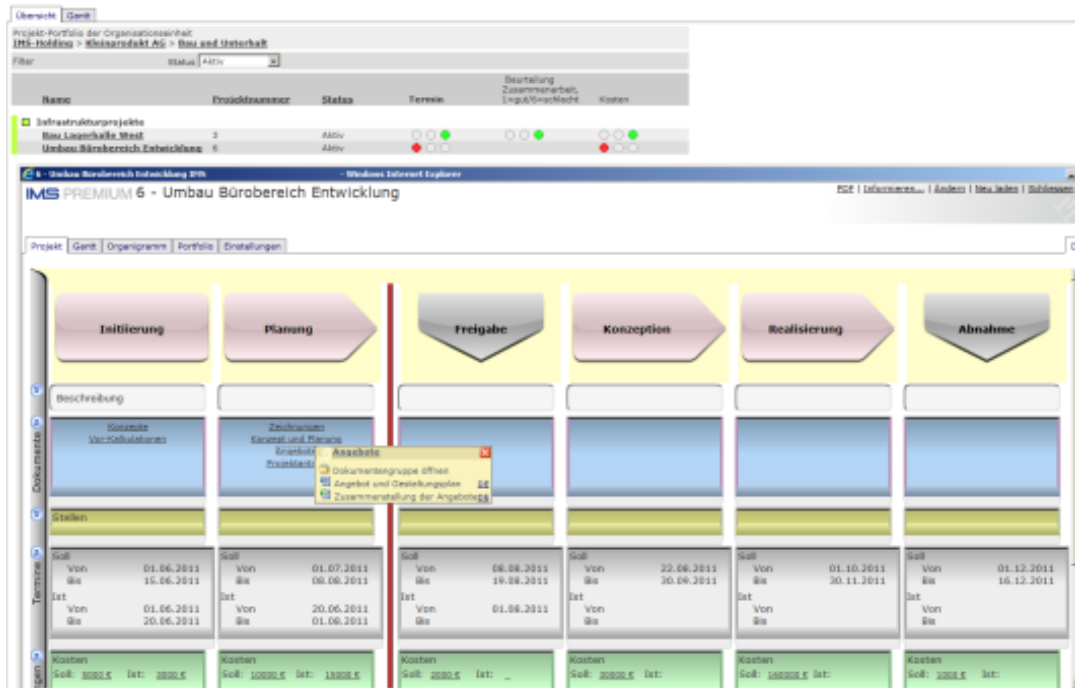 Übersicht Gantt
Projekt-Portfolio der Organisationseinheit
IMS-Holding > Kleinprodukt AG > Bau und Unterhalt
Filter Status Aktiv
Name Projektnummer Status Termin Beurteilung Zusammenarbeit, 1=gut/6=schlecht Kosten
Infrastrukturprojekte
Bau Lagerhalle West 2 Aktiv
Umbau Bürobereich Entwicklung 6 Aktiv
6 - Umbau Bürobereich Entwicklung IMS - Windows Internet Explorer
IMS PREMIUM 6 - Umbau Bürobereich Entwicklung
PDF | Informieren... | Ändern | Neu laden | Schliessen
Projekt Gantt Organigramm Portfolio Einstellungen
Initiierung Planung Freigabe Konzeption Realisierung Abnahme
Beschreibung
Dokumente
Konzepte
Vor-Kalkulationen
Zeichnungen
Konzept und Planung
Angebote
Angebote
Dokumentengruppe öffnen
Angebot und Gestaltungsplen DE
Zusammenstellung der Angebote DE
Stellen
Termine
Soll Soll Soll Soll Soll Soll
Von 01.06.2011 Von 01.07.2011 Von 08.08.2011 Von 22.08.2011 Von 01.10.2011 Von 01.12.2011
Bis 15.06.2011 Bis 08.08.2011 Bis 19.08.2011 Bis 30.09.2011 Bis 30.11.2011 Bis 16.12.2011
Ist Ist Ist Ist Ist Ist
Von 01.06.2011 Von 20.06.2011 Von 01.08.2011 Von Von Von
Bis 20.06.2011 Bis 01.08.2011 Bis Bis Bis Bis
Kosten Kosten Kosten Kosten Kosten Kosten
Soll: 3000 € Ist: 3000 € Soll: 10000 € Ist: 13000 € Soll: 2000 € Ist: Soll: 30000 € Ist: Soll: 160000 € Ist: Soll: 1000 € Ist: